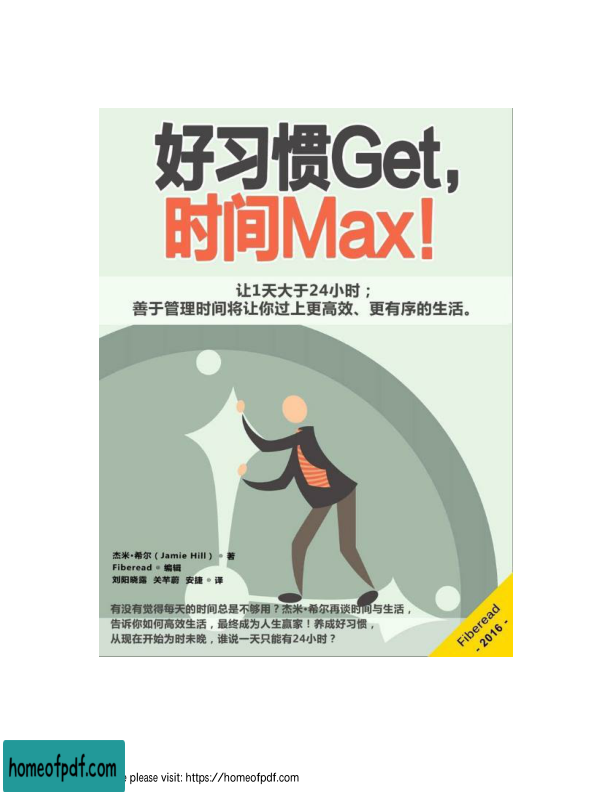 好习惯Get,
时间Max!
让1天大于24小时；
善于管理时间将让你过上更高效、更有序的生活。
杰米·希尔（Jamie Hill）◦ 著
Fiberead ◦ 编辑
刘阳晓露 关芊蔚 安捷 ◦ 译
有没有觉得每天的时间总是不够用？杰米·希尔再谈时间与生活，
告诉你如何高效生活，最终成为人生赢家！养成好习惯，
从现在开始为时未晚，谁说一天只能有24小时？
Fiberead
- 2016 -
homeofpdf.com
please visit: https://homeofpdf.com